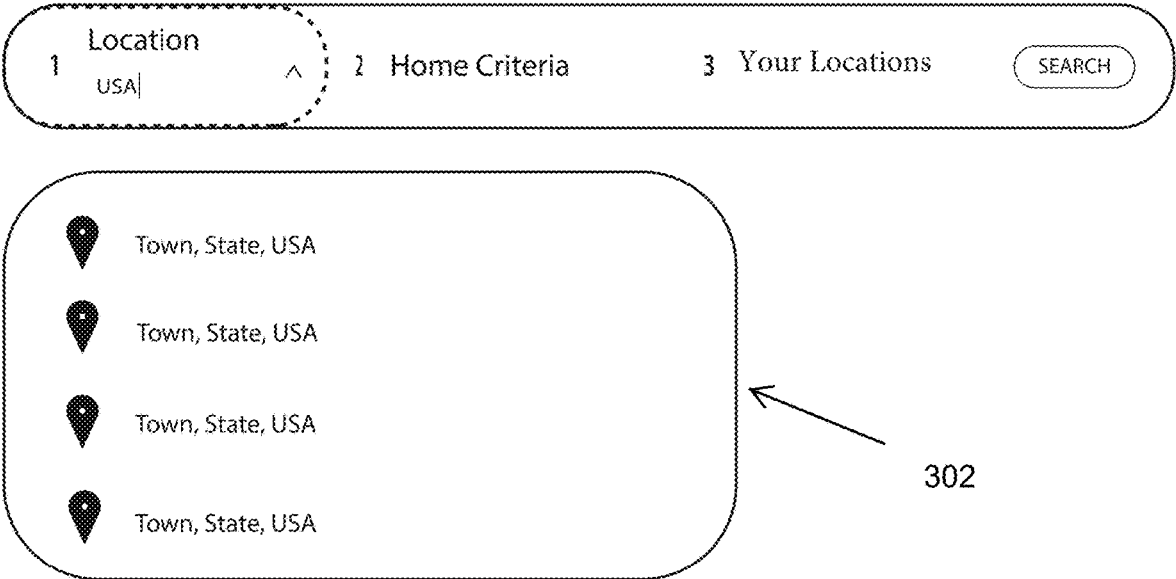 1 Location 2 Home Criteria 3 Your Locations SEARCH
USA
Town, State, USA
Town, State, USA
Town, State, USA
302
Town, State, USA